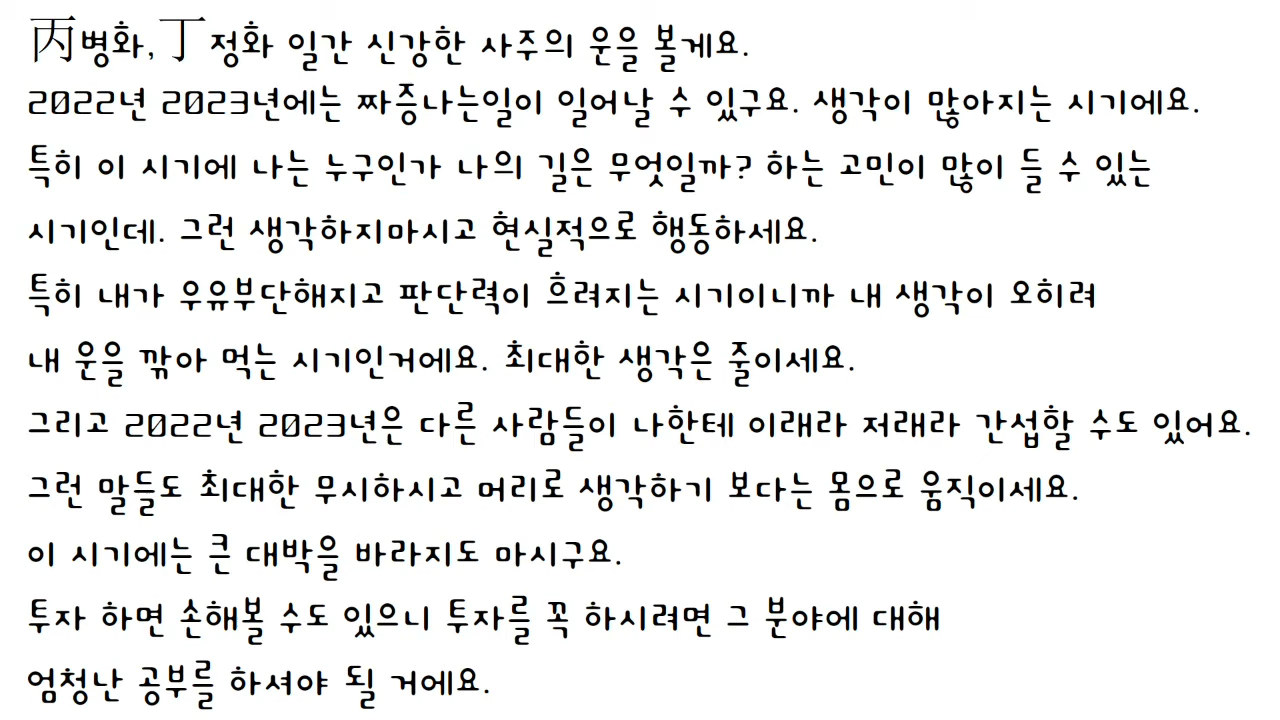 丙병화,丁정화 일간 신강한 사주의 운을 볼게요.
2022년 2023년에는 짜증나는일이 일어날 수 있구요. 생각이 많아지는 시기에요.
특히 이 시기에 나는 누구인가 나의 길은 무엇일까? 하는 고민이 많이 들 수 있는
시기인데. 그런 생각하지마시고 현실적으로 행동하세요.
특히 내가 우유부단해지고 판단력이 흐려지는 시기이니까 내 생각이 오히려
내 운을 깎아 먹는 시기인거에요. 최대한 생각은 줄이세요.
그리고 2022년 2023년은 다른 사람들이 나한테 이래라 저래라 간섭할 수도 있어요.
그런 말들도 최대한 무시하시고 머리로 생각하기 보다는 몸으로 움직이세요.
이 시기에는 큰 대박을 바라지도 마시구요.
투자 하면 손해볼 수도 있으니 투자를 꼭 하시려면 그 분야에 대해
엄청난 공부를 하셔야 될 거에요.